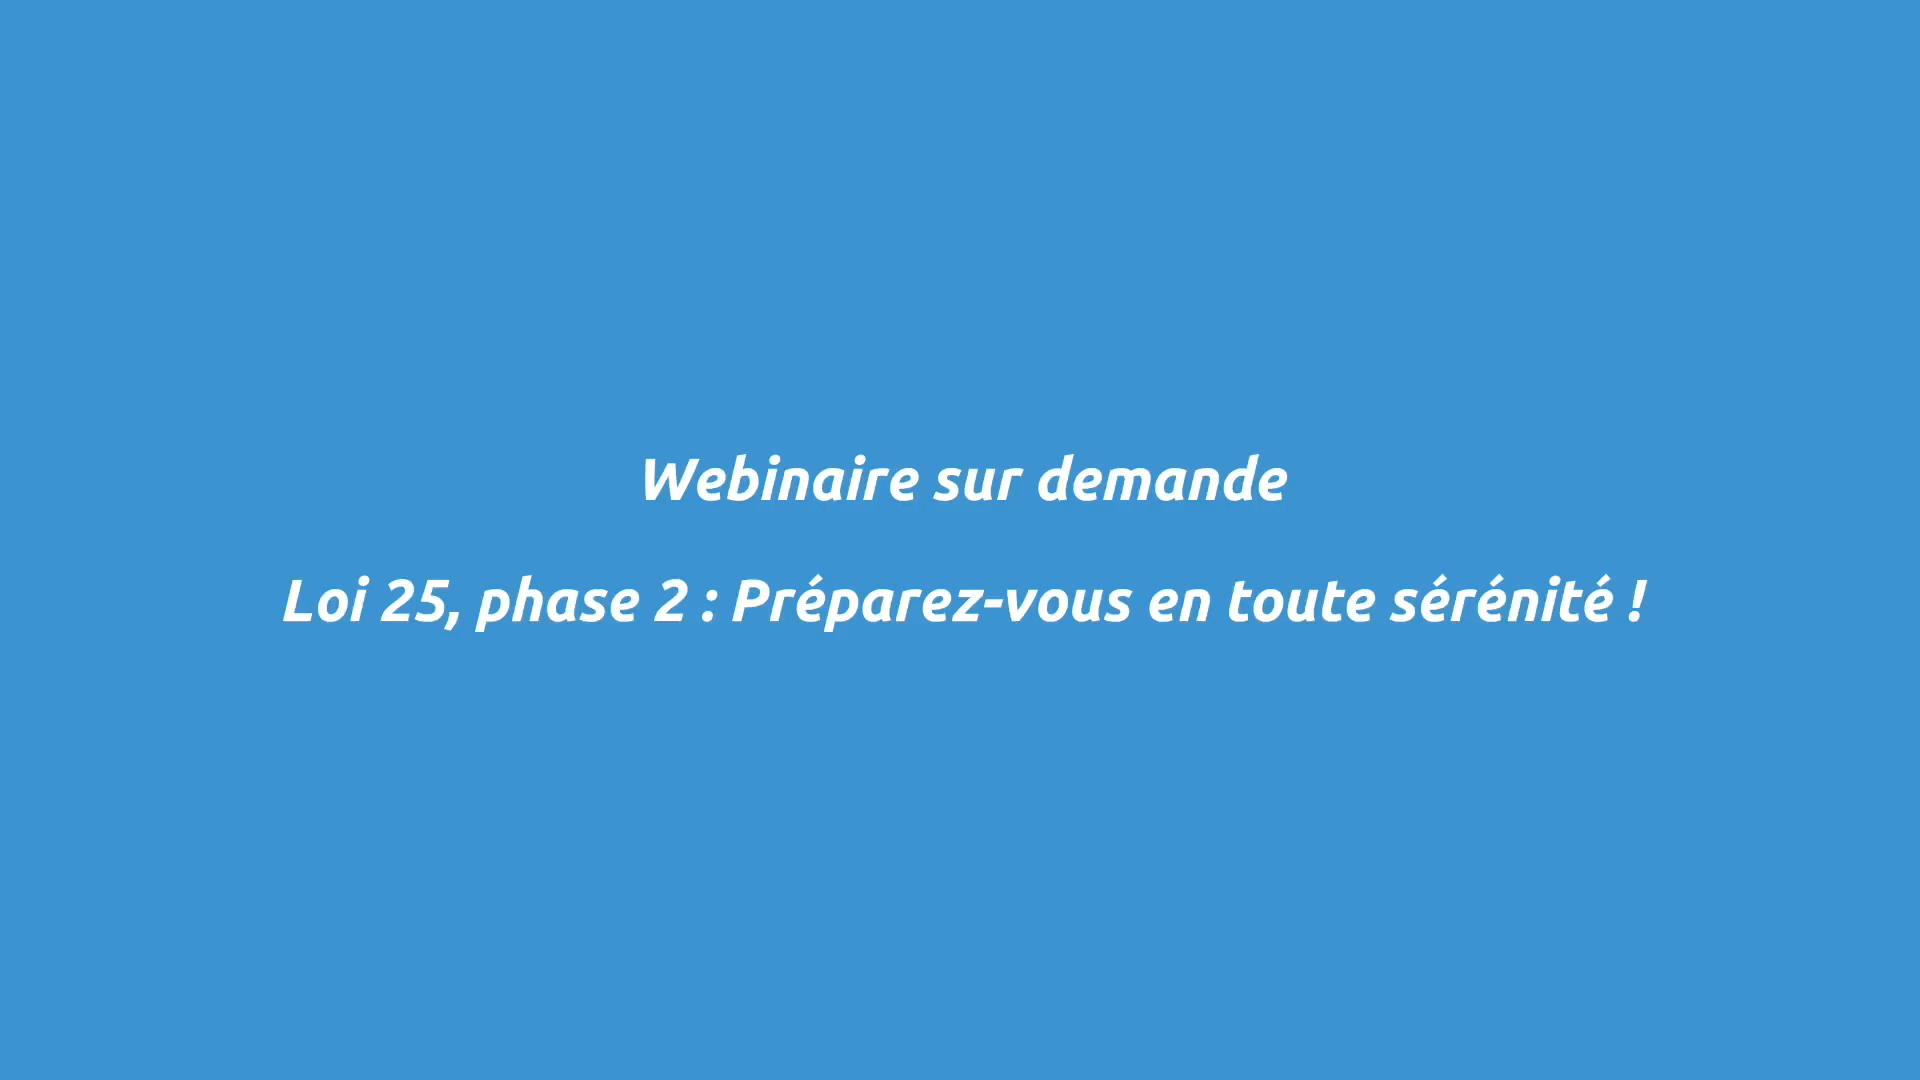 Webinaire sur demande
Loi 25, phase 2 : Préparez-vous en toute sérénité !